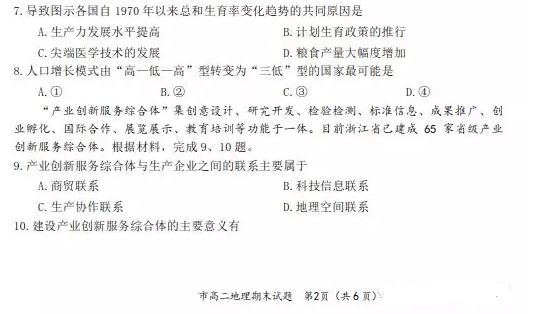 7. 导致图示各国自 1970 年以来总和生育率变化趋势的共同原因是
A. 生产力发展水平提高 B. 计划生育政策的推行
C. 尖端医学技术的发展 D. 粮食产量大幅度增加
8. 人口增长模式由“高—低—高”型转变为“三低”型的国家最可能是
A. ① B. ② C. ③ D. ④
“产业创新服务综合体”集创意设计、研究开发、检验检测、标准信息、成果推广、创
业孵化、国际合作、展览展示、教育培训等功能于一体。目前浙江省已建成 65 家省级产业
创新服务综合体。根据材料，完成 9、10 题。
9. 产业创新服务综合体与生产企业之间的联系主要属于
A. 商贸联系 B. 科技信息联系
C. 生产协作联系 D. 地理空间联系
10. 建设产业创新服务综合体的主要意义有
市高二地理期末试题 第2页（共 6 页）